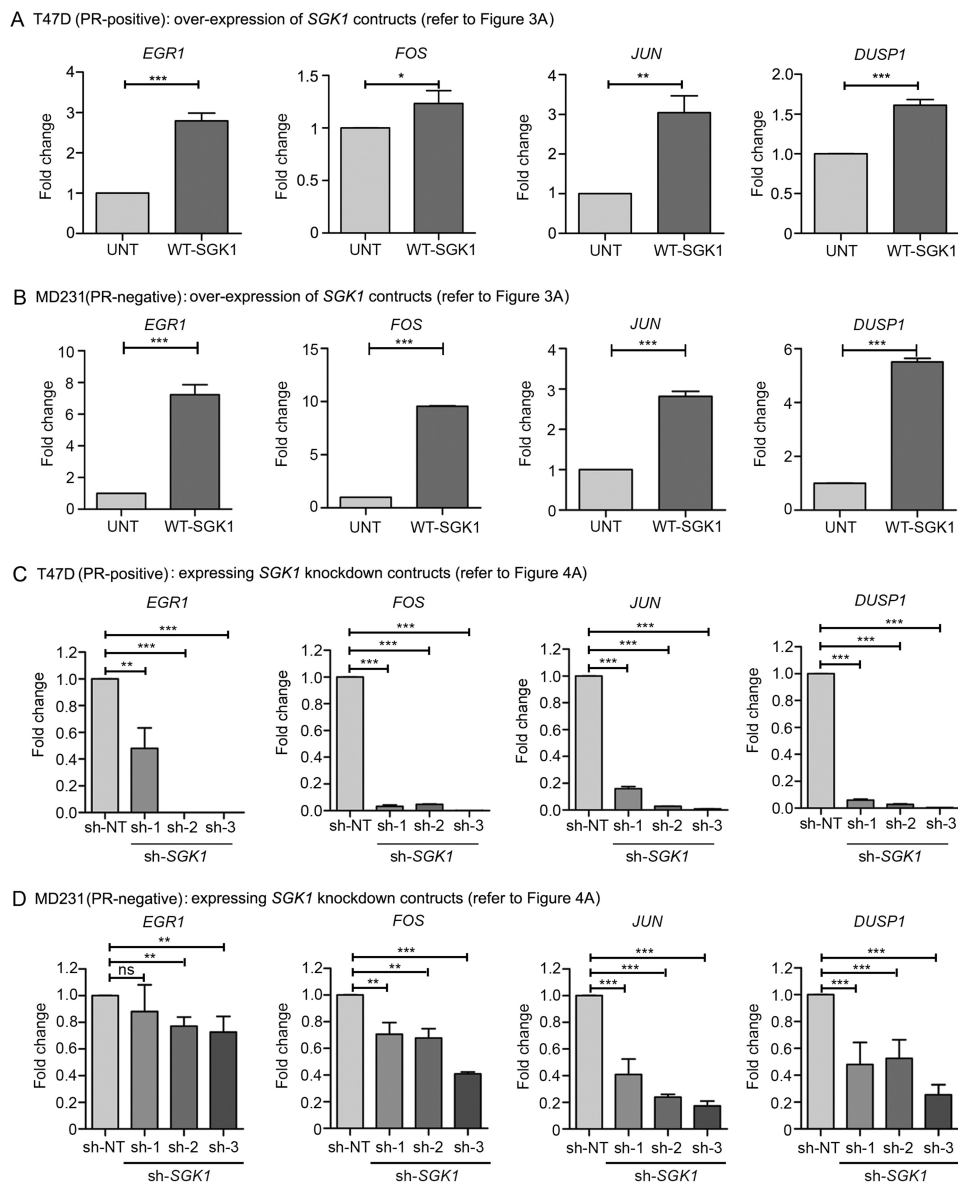 A T47D (PR-positive): over-expression of SGK1 contructs (refer to Figure 3A)
EGR1 FOS JUN DUSP1
*** * ** ***
Fold change Fold change Fold change Fold change
4 3 2 1 0
1.5 1 0.5 0
4 3 2 1 0
2.0 1.5 1.0 0.5 0
UNT WT-SGK1 UNT WT-SGK1 UNT WT-SGK1 UNT WT-SGK1
B MD231(PR-negative): over-expression of SGK1 contructs (refer to Figure 3A)
EGR1 FOS JUN DUSP1
*** *** *** ***
Fold change Fold change Fold change Fold change
10 8 6 4 2 0
15 10 5 0
4 3 2 1 0
6 4 2 0
UNT WT-SGK1 UNT WT-SGK1 UNT WT-SGK1 UNT WT-SGK1
C T47D (PR-positive): expressing SGK1 knockdown contructs (refer to Figure 4A)
EGR1 FOS JUN DUSP1
*** *** *** ***
*** *** *** ***
** *** *** ***
Fold change Fold change Fold change Fold change
1.2 1.0 0.8 0.6 0.4 0.2 0.0
1.2 1.0 0.8 0.6 0.4 0.2 0.0
1.2 1.0 0.8 0.6 0.4 0.2 0.0
1.2 1.0 0.8 0.6 0.4 0.2 0.0
sh-NT sh-1 sh-2 sh-3 sh-NT sh-1 sh-2 sh-3 sh-NT sh-1 sh-2 sh-3 sh-NT sh-1 sh-2 sh-3
sh-SGK1 sh-SGK1 sh-SGK1 sh-SGK1
D MD231(PR-negative): expressing SGK1 knockdown contructs (refer to Figure 4A)
EGR1 FOS JUN DUSP1
** *** *** ***
** ** *** ***
ns ** *** ***
Fold change Fold change Fold change Fold change
1.2 1.0 0.8 0.6 0.4 0.2 0
1.2 1.0 0.8 0.6 0.4 0.2 0
1.2 1.0 0.8 0.6 0.4 0.2 0
1.2 1.0 0.8 0.6 0.4 0.2 0
sh-NT sh-1 sh-2 sh-3 sh-NT sh-1 sh-2 sh-3 sh-NT sh-1 sh-2 sh-3 sh-NT sh-1 sh-2 sh-3
sh-SGK1 sh-SGK1 sh-SGK1 sh-SGK1